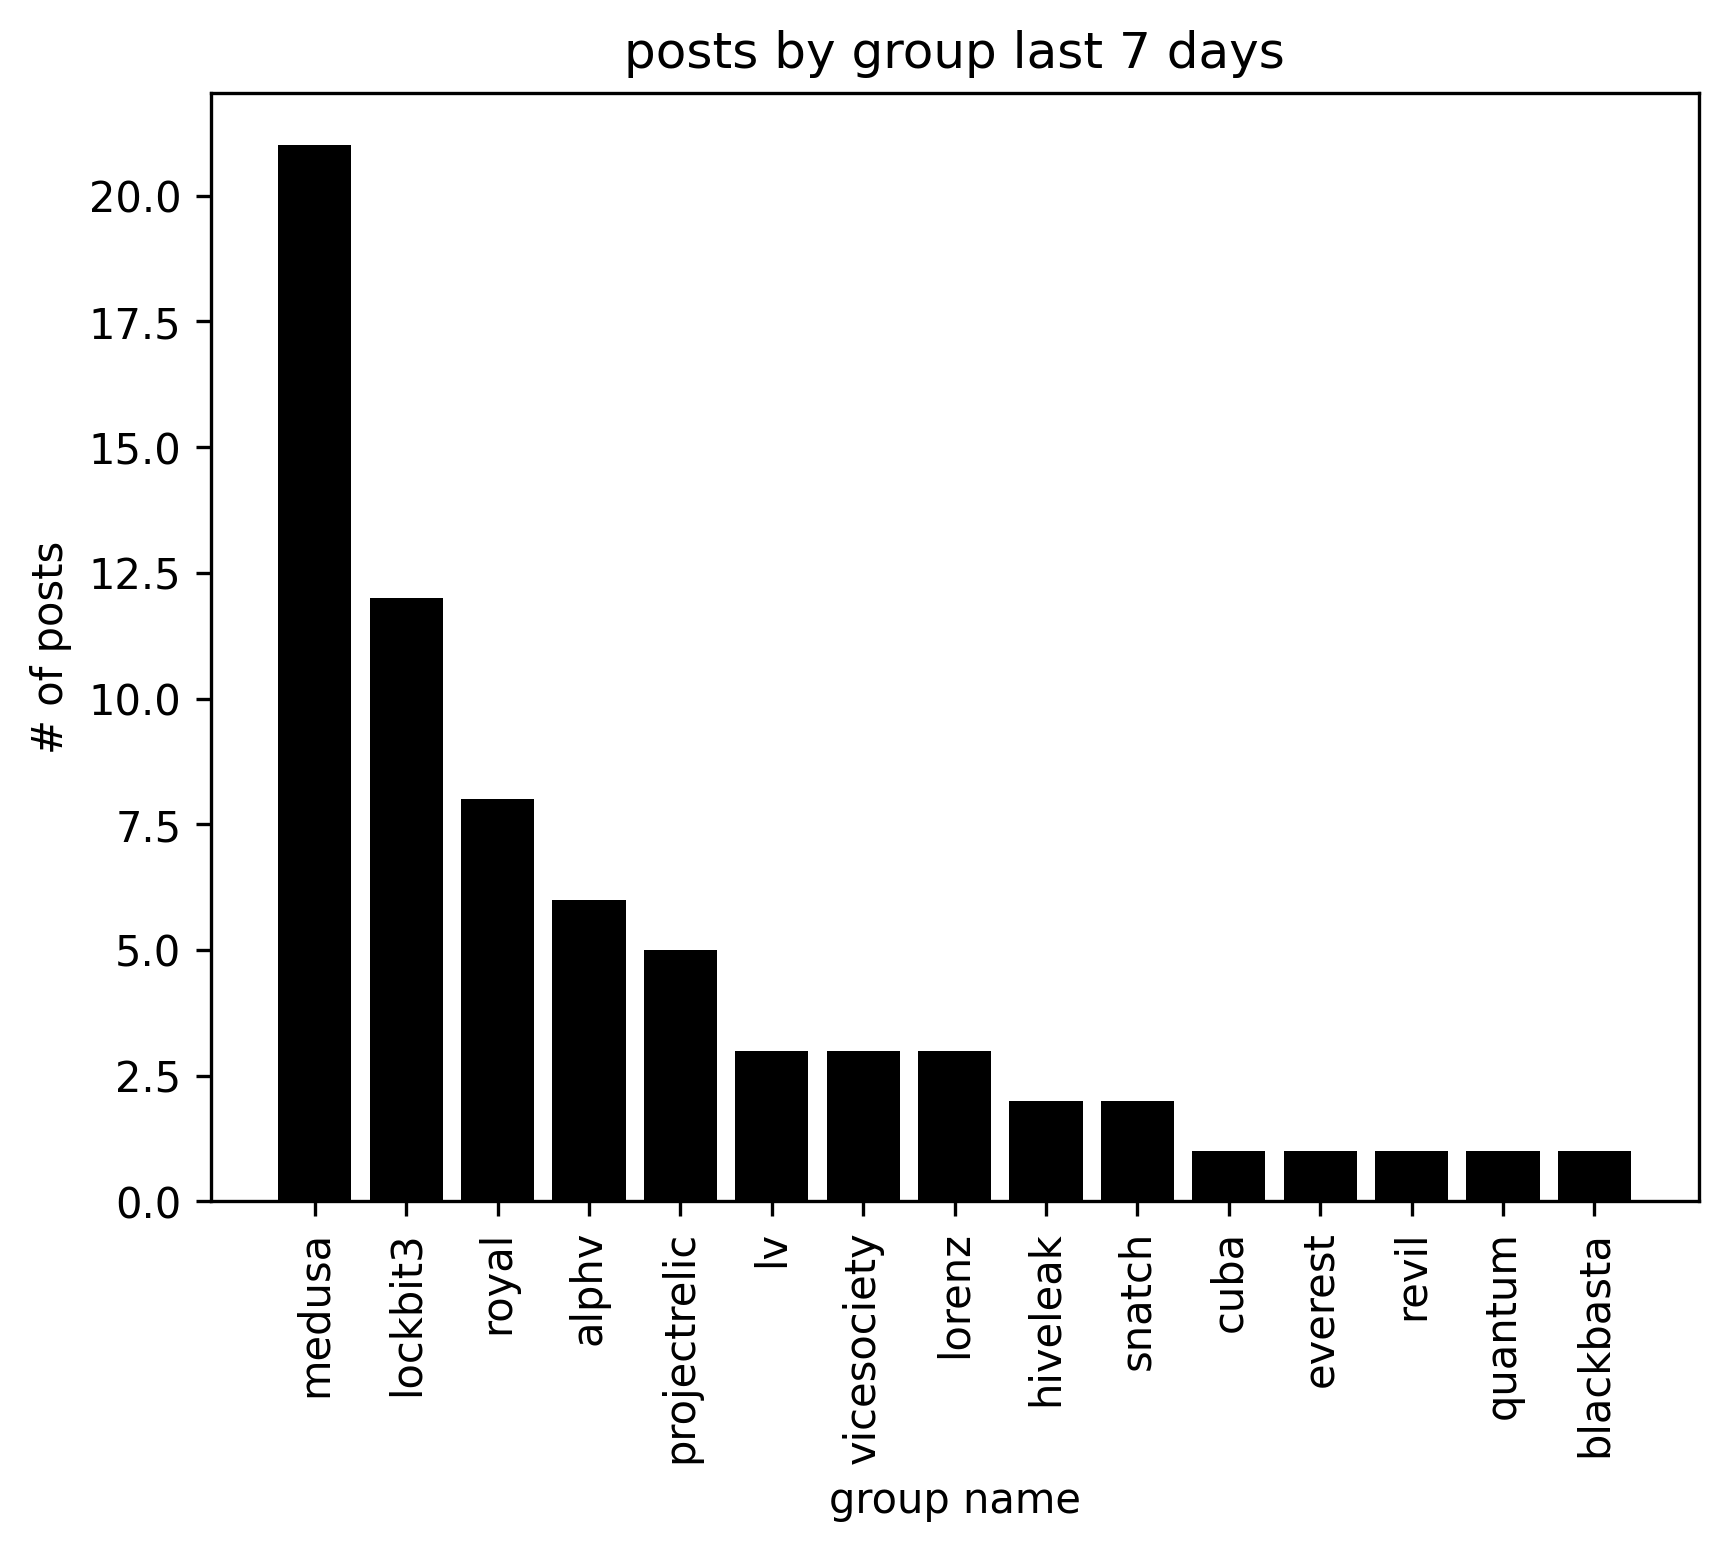 posts by group last 7 days
20.0
17.5
15.0
12.5
10.0
7.5
5.0
2.5
0.0
# of posts
medusa
lockbit3
royal
alphv
projectrelic
lv
vicesociety
lorenz
hiveleak
snatch
cuba
everest
revil
quantum
blackbasta
group name